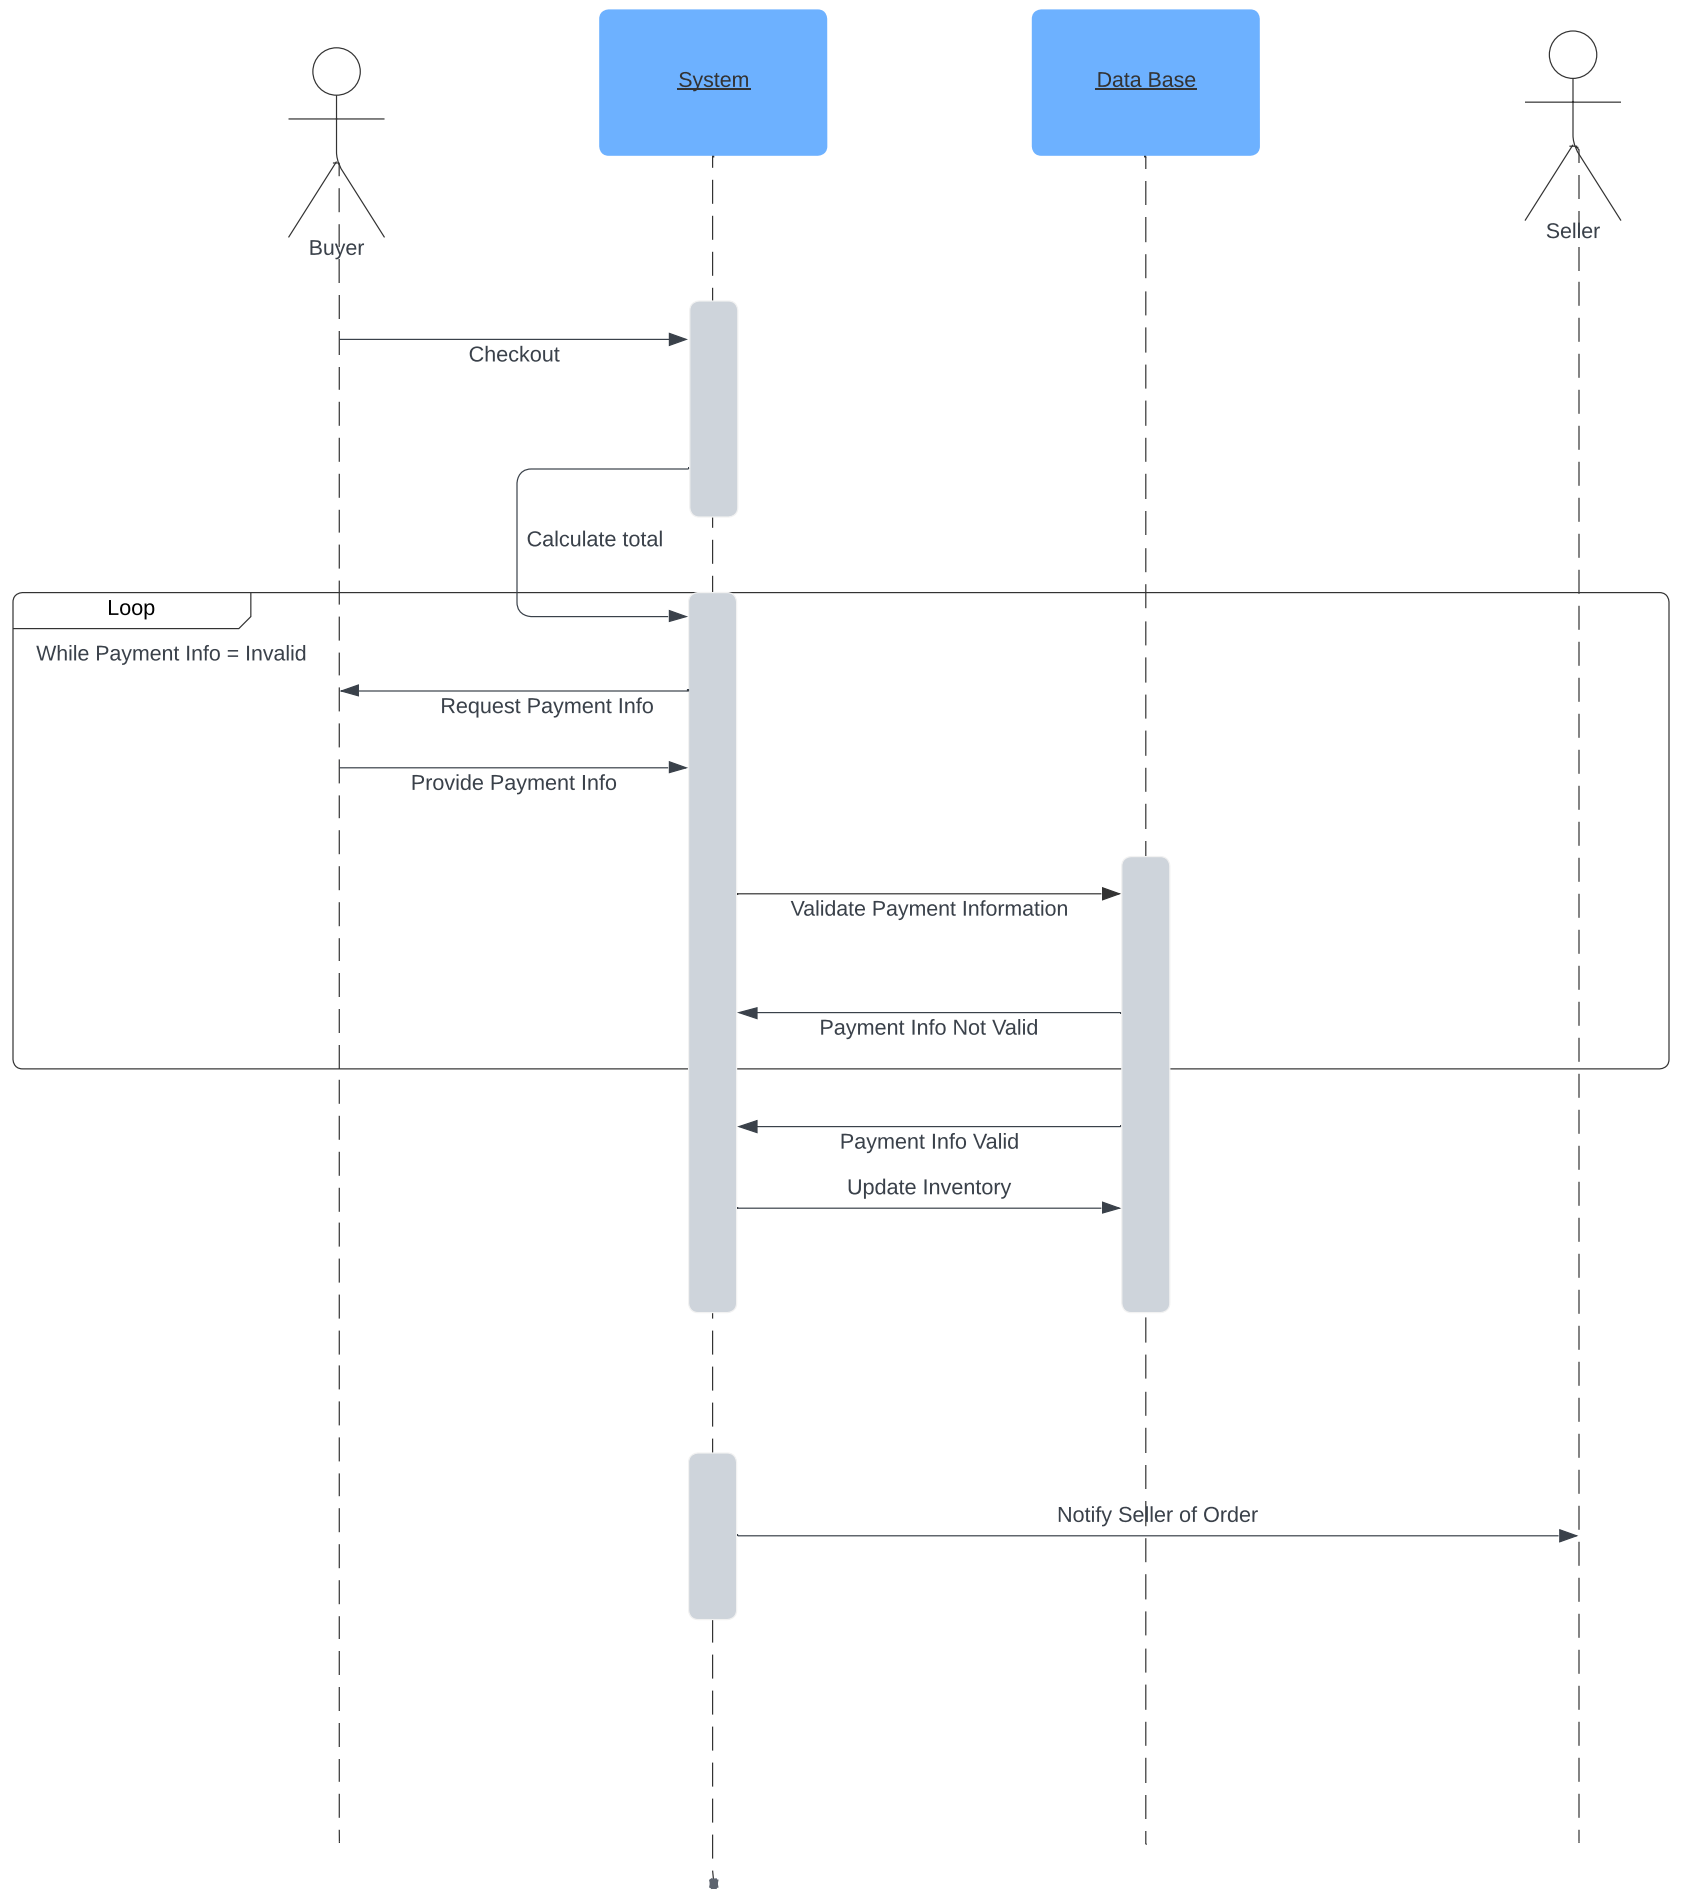 System
Data Base
Buyer
Seller
Checkout
Calculate total
Loop
While Payment Info = Invalid
Request Payment Info
Provide Payment Info
Validate Payment Information
Payment Info Not Valid
Payment Info Valid
Update Inventory
Notify Seller of Order